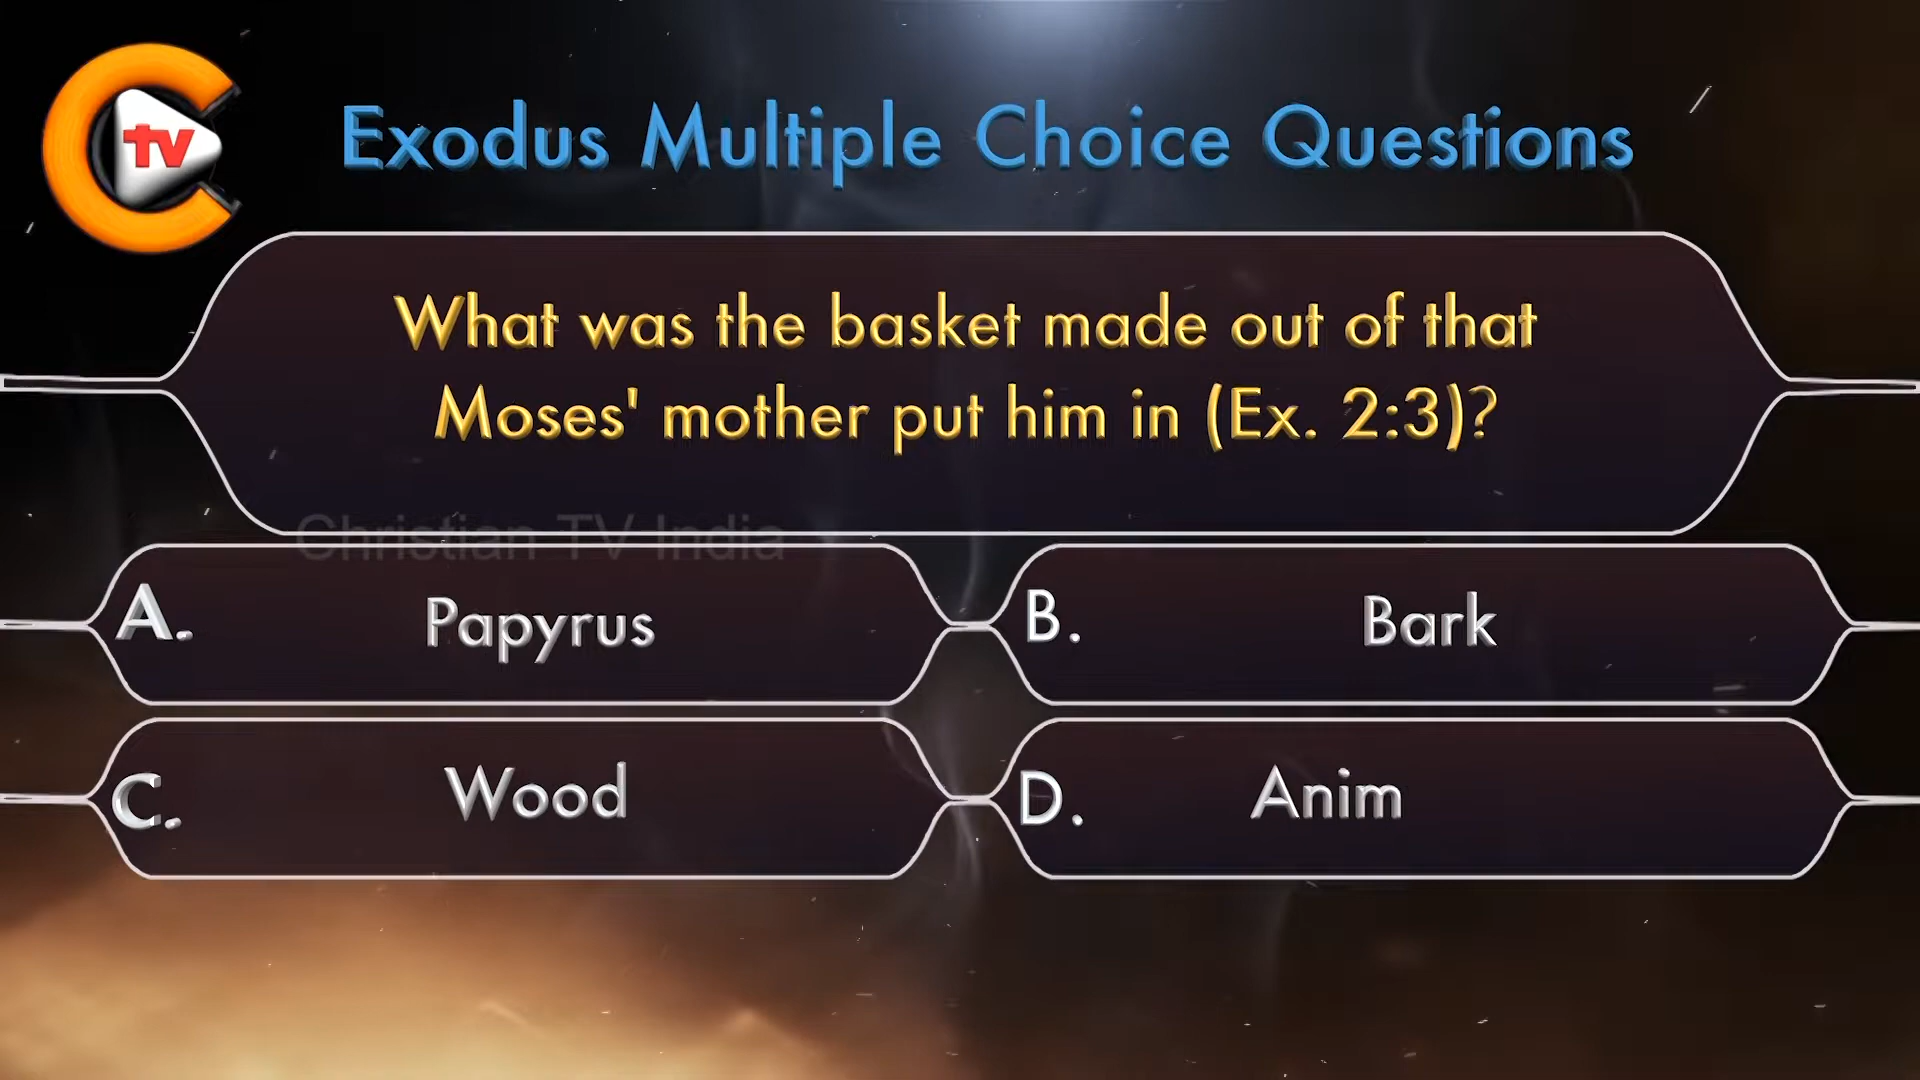 tv
Exodus Multiple Choice Questions
What was the basket made out of that
Moses' mother put him in (Ex. 2:3)?
Christian TV India
A. Papyrus
B. Bark
C. Wood
D. Anim